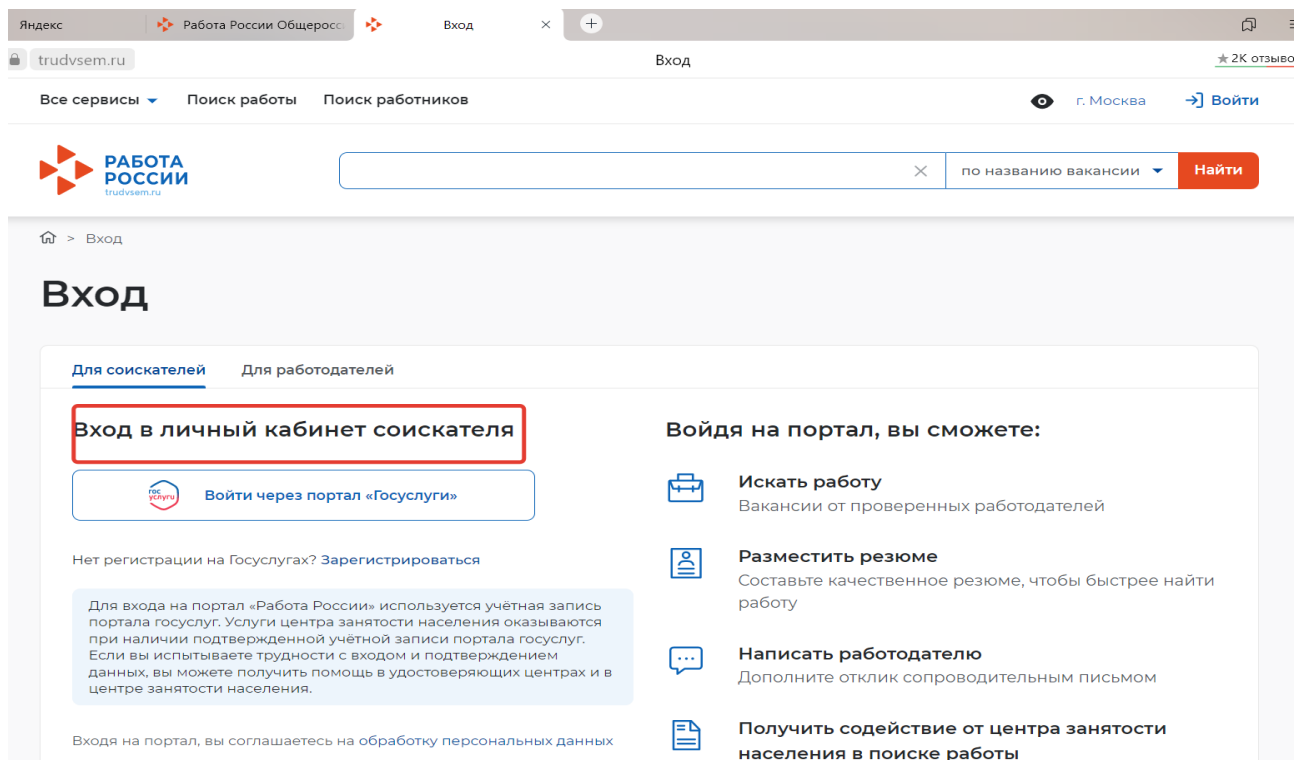 Яндекс
Работа России Общеросс
Вход
trudvsem.ru
Вход
★ 2K отзыво
Все сервисы
Поиск работы
Поиск работников
г. Москва
Войти
РАБОТА
РОССИИ
trudvsem.ru
по названию вакансии
Найти
> Вход
Вход
Для соискателей
Для работодателей
Вход в личный кабинет соискателя
гос
услуги
Войти через портал «Госуслуги»
Нет регистрации на Госуслугах? Зарегистрироваться
Для входа на портал «Работа России» используется учётная запись
портала госуслуг. Услуги центра занятости населения оказываются
при наличии подтвержденной учётной записи портала госуслуг.
Если вы испытываете трудности с входом и подтверждением
данных, вы можете получить помощь в удостоверяющих центрах и в
центре занятости населения.
Входя на портал, вы соглашаетесь на обработку персональных данных
Войдя на портал, вы сможете:
Искать работу
Вакансии от проверенных работодателей
Разместить резюме
Составьте качественное резюме, чтобы быстрее найти
работу
Написать работодателю
Дополните отклик сопроводительным письмом
Получить содействие от центра занятости
населения в поиске работы